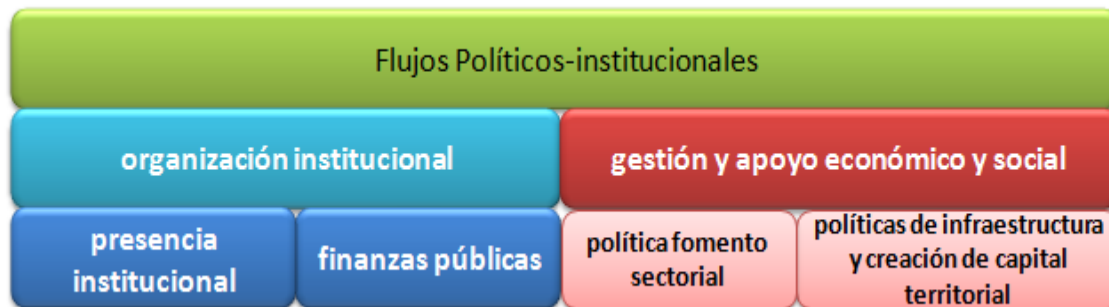 Flujos Políticos-institucionales
organización institucional
gestión y apoyo económico y social
presencia
institucional
finanzas públicas
política fomento
sectorial
políticas de infraestructura
y creación de capital
territorial